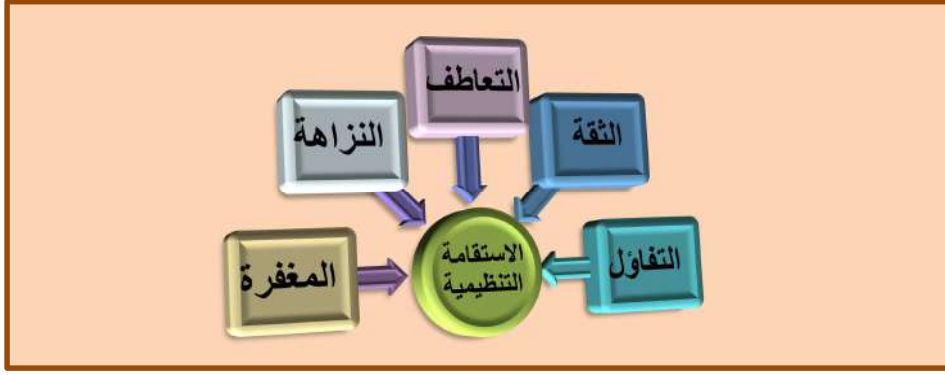 التعاطف
الثقة
النزاهة
الاستقامة
التنظيمية
التفاؤل
المغفرة